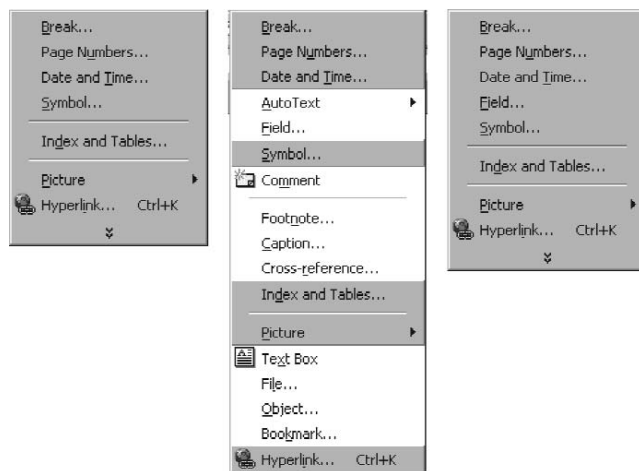 Break...
Page Numbers...
Date and Time...
Symbol...
Index and Tables...
Picture
Hyperlink... Ctrl+K
Break...
Page Numbers...
Date and Time...
AutoText
Field...
Symbol...
Comment
Footnote...
Caption...
Cross-reference...
Index and Tables...
Picture
Text Box
File...
Object...
Bookmark...
Hyperlink... Ctrl+K
Break...
Page Numbers...
Date and Time...
Field...
Symbol...
Index and Tables...
Picture
Hyperlink... Ctrl+K